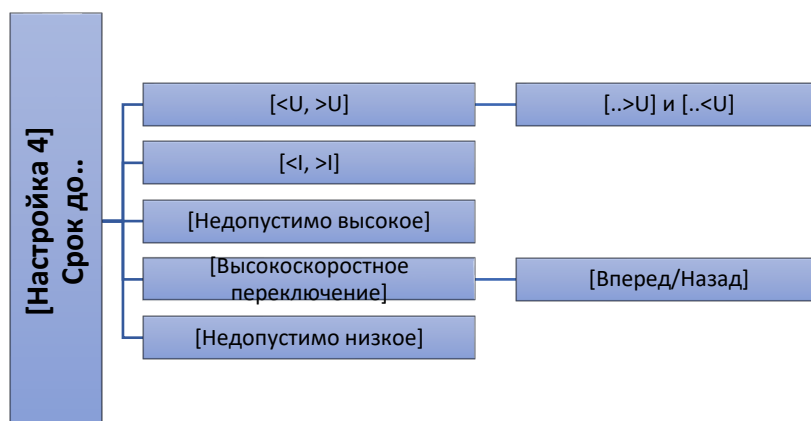 [Настройка 4]
Срок до..
[<U, >U]
[..>U] и [..<U]
[<I, >I]
[Недопустимо высокое]
[Высокоскоростное
переключение]
[Вперед/Назад]
[Недопустимо низкое]